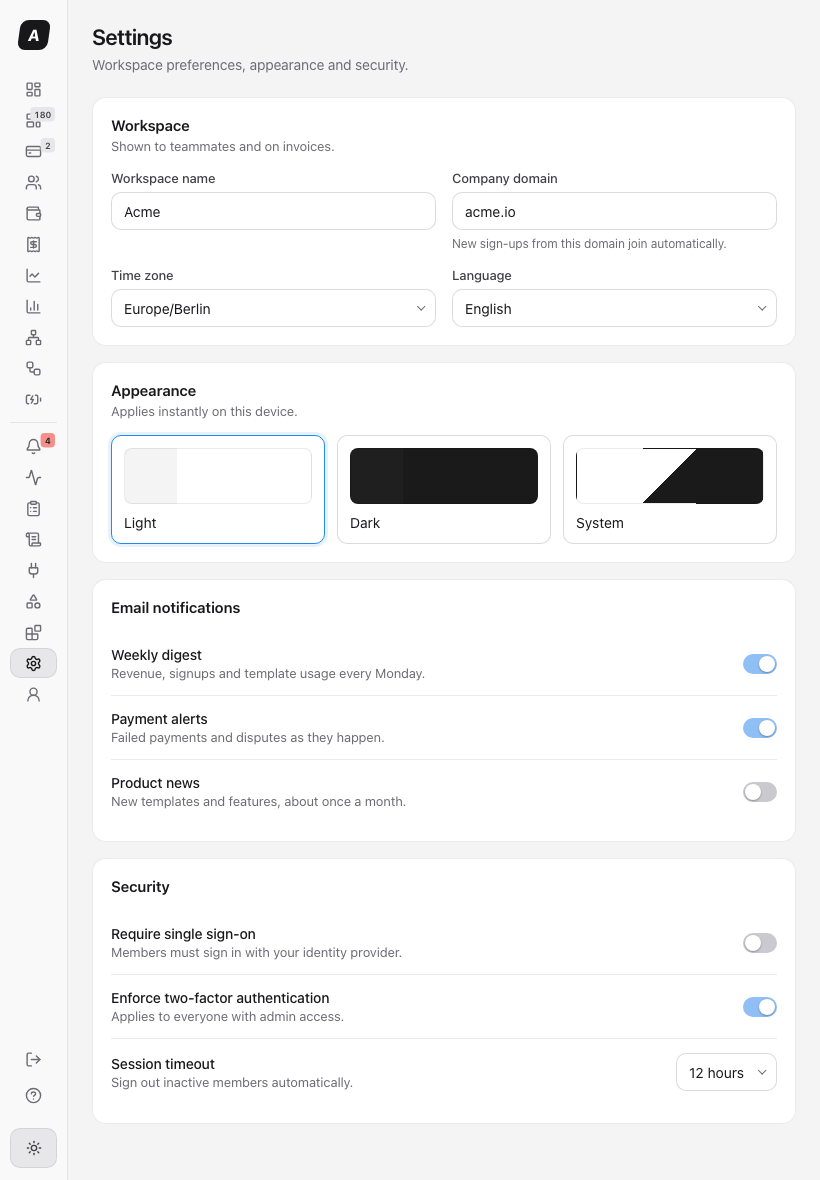 A
180
2
4
Settings
Workspace preferences, appearance and security.
Workspace
Shown to teammates and on invoices.
Workspace name
Company domain
Acme
acme.io
New sign-ups from this domain join automatically.
Time zone
Language
Europe/Berlin
English
Appearance
Applies instantly on this device.
Light
Dark
System
Email notifications
Weekly digest
Revenue, signups and template usage every Monday.
Payment alerts
Failed payments and disputes as they happen.
Product news
New templates and features, about once a month.
Security
Require single sign-on
Members must sign in with your identity provider.
Enforce two-factor authentication
Applies to everyone with admin access.
Session timeout
Sign out inactive members automatically.
12 hours